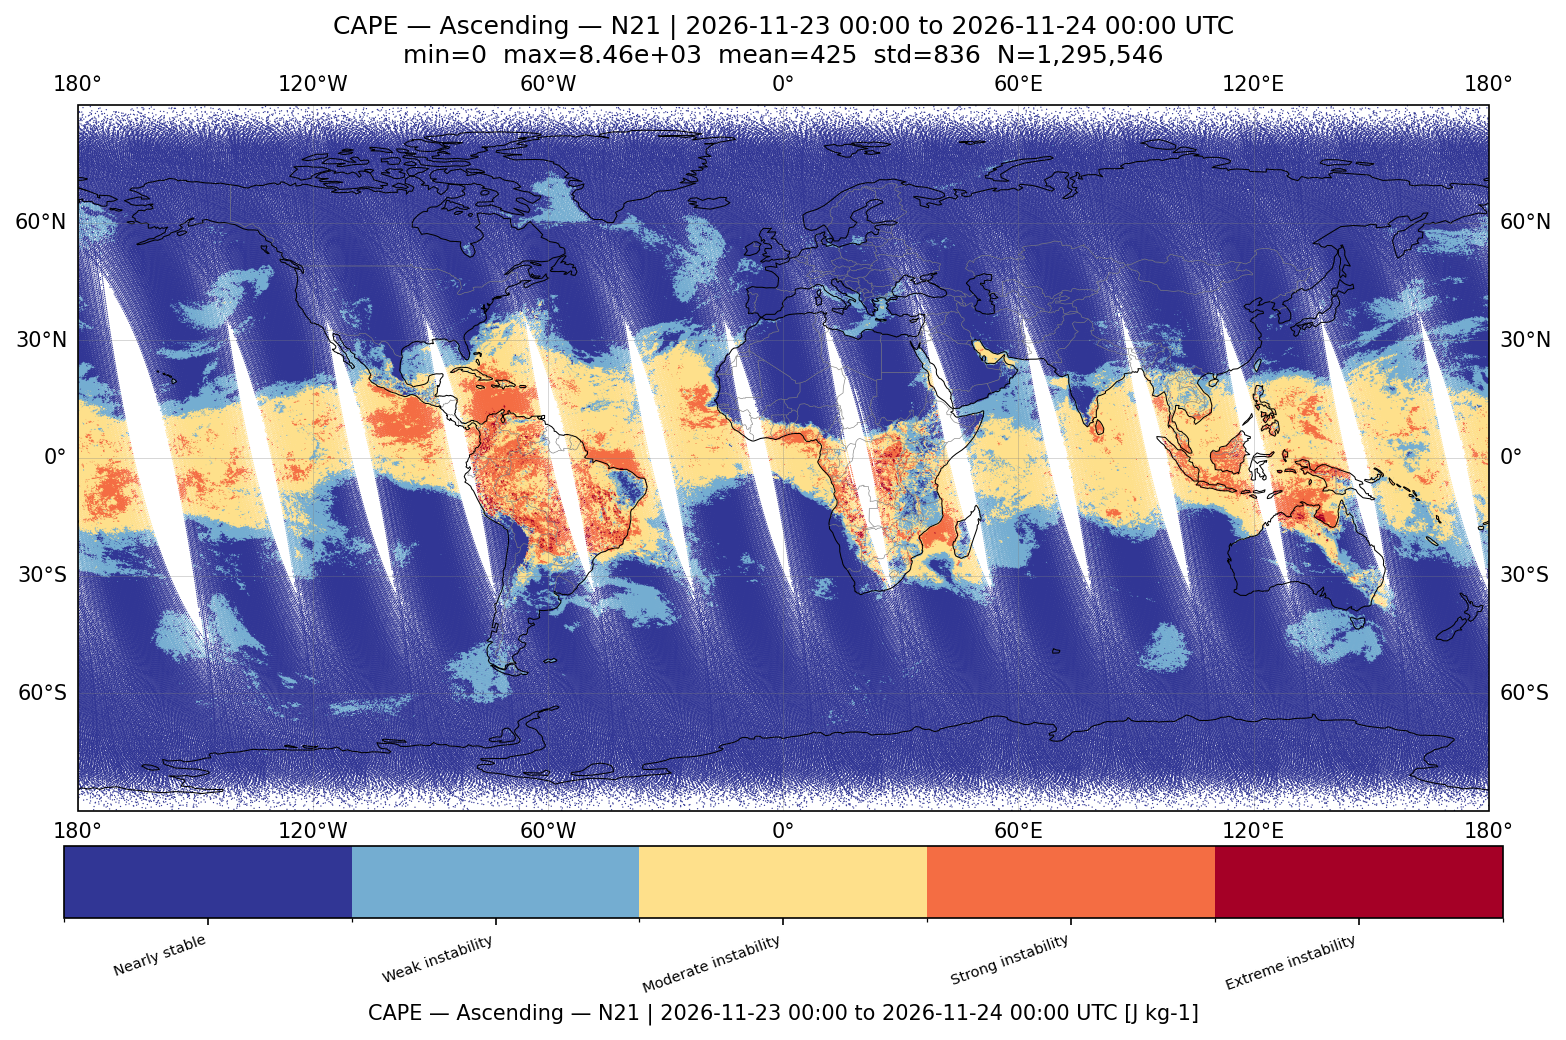 CAPE — Ascending — N21 | 2026-11-23 00:00 to 2026-11-24 00:00 UTC
min=0  max=8.46e+03  mean=425  std=836  N=1,295,546
180° 120°W 60°W 0° 60°E 120°E 180°
60°N 60°N
30°N 30°N
0° 0°
30°S 30°S
60°S 60°S
180° 120°W 60°W 0° 60°E 120°E 180°
Nearly stable
Weak instability
Moderate instability
Strong instability
Extreme instability
CAPE — Ascending — N21 | 2026-11-23 00:00 to 2026-11-24 00:00 UTC [J kg-1]